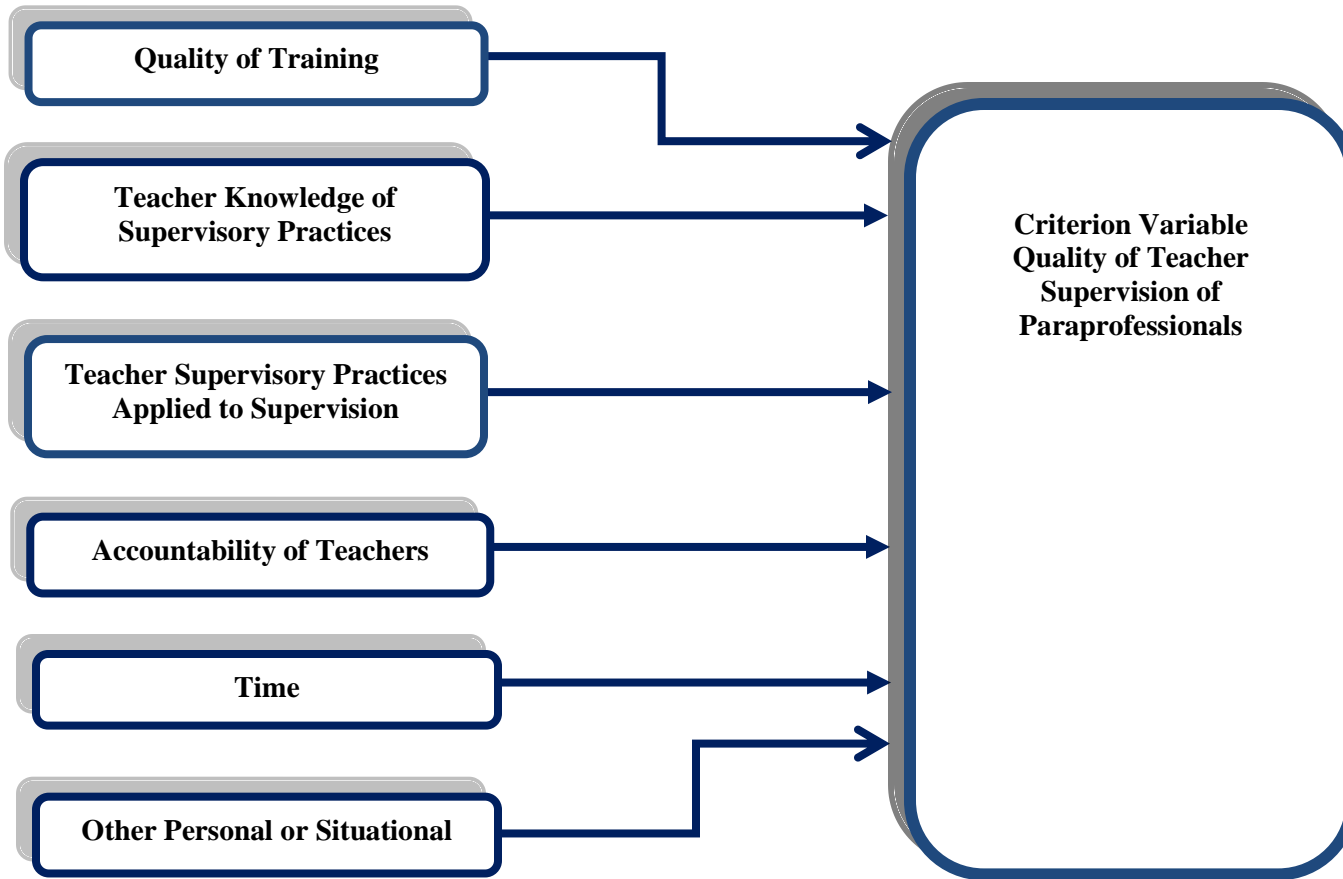 Quality of Training
Teacher Knowledge of
Supervisory Practices
Teacher Supervisory Practices
Applied to Supervision
Accountability of Teachers
Time
Other Personal or Situational
Criterion Variable
Quality of Teacher
Supervision of
Paraprofessionals